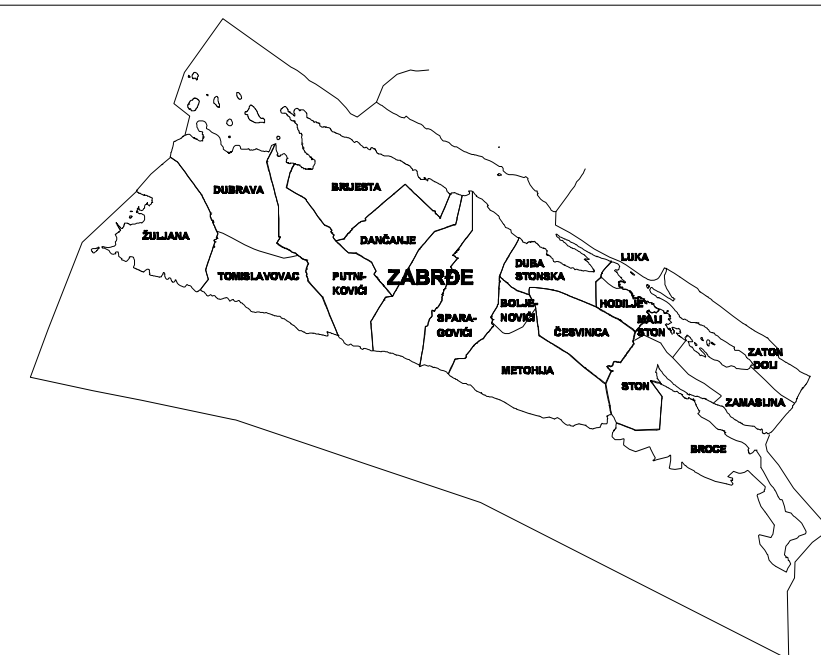 BRIJESTA
DUBRAVA
ŽULJANA
DANČANJE
TOMISLAVOVAC
PUTNI-
KOVIĆI
ZABRĐE
DUBA
STONSKA
LUKA
BOLJE-
NOVIĆI
HODILJE
SPARA-
GOVIĆI
MALI
STON
ČESVINICA
ZATON
DOLI
METOHIJA
STON
ZAMASLINA
BROCE